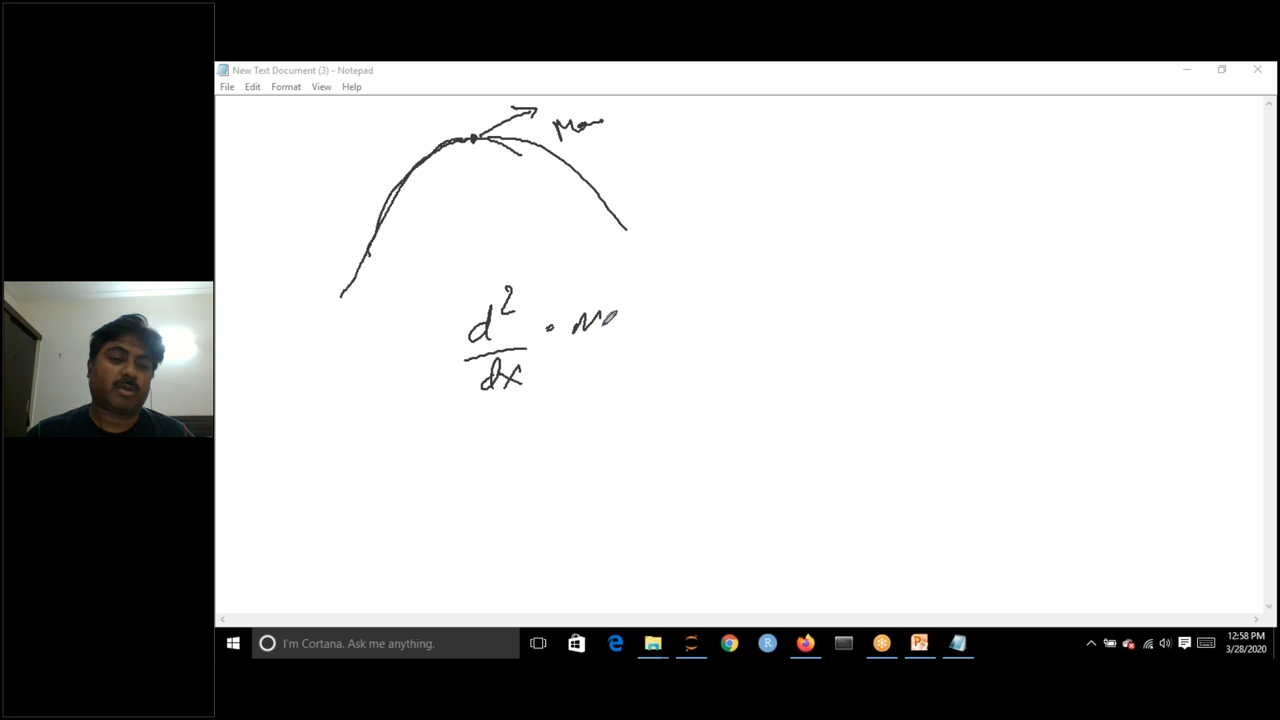 New Text Document (3) - Notepad
File Edit Format View Help
d²
dx
I'm Cortana. Ask me anything.
12:58 PM
3/28/2020